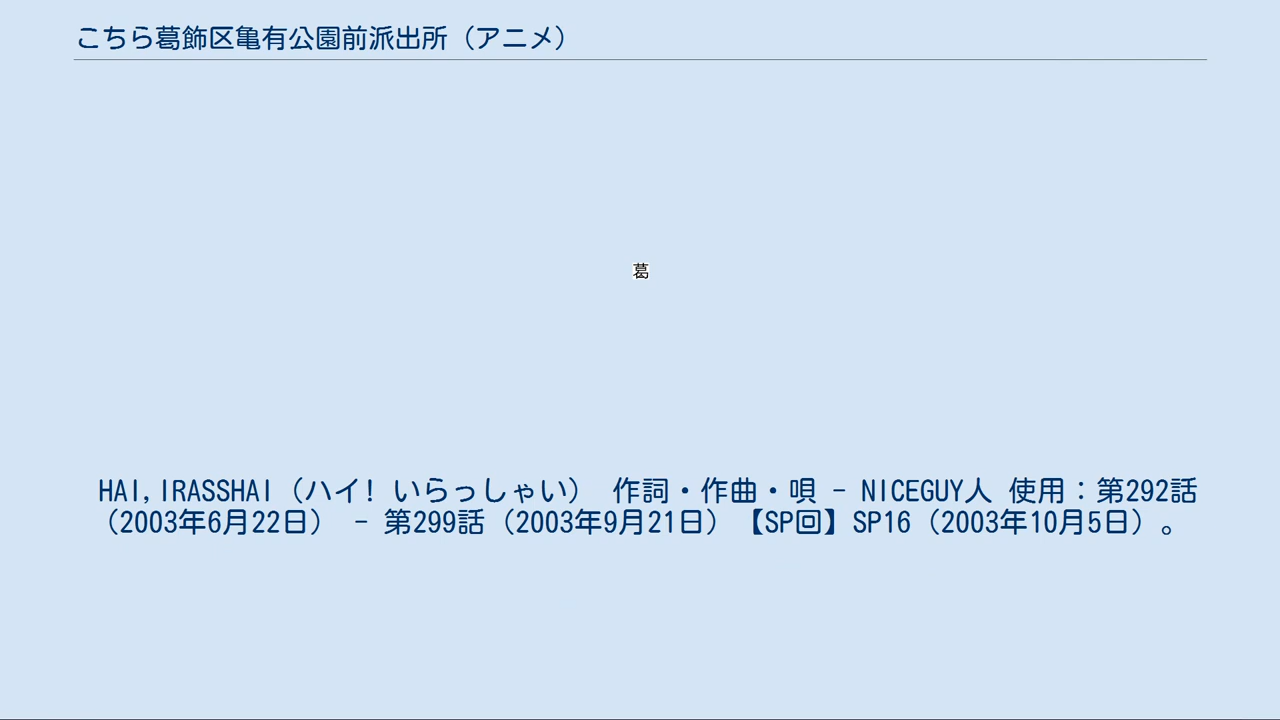 こちら葛飾区亀有公園前派出所（アニメ）
葛
HAI,IRASSHAI（ハイ! いらっしゃい） 作詞・作曲・唄 - NICEGUY人 使用：第292話
（2003年6月22日） - 第299話（2003年9月21日）【SP回】SP16（2003年10月5日）。